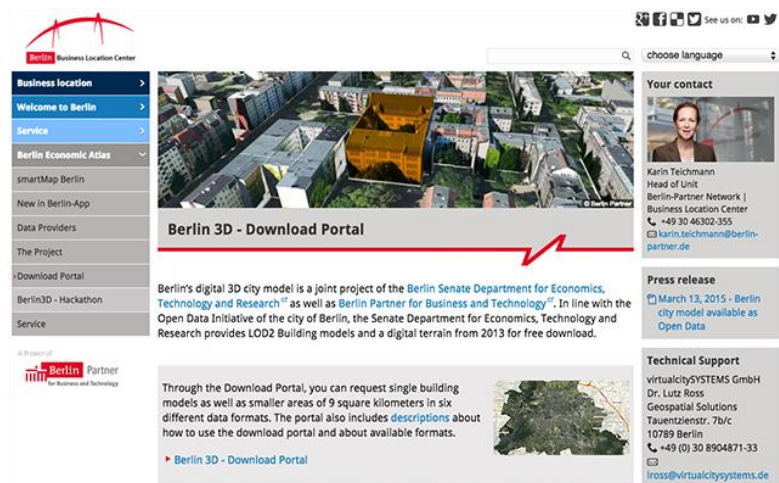 See us on:
Berlin Business Location Center
choose language
Business location
Welcome to Berlin
Service
Berlin Economic Atlas
smartMap Berlin
New in Berlin-App
Data Providers
The Project
Download Portal
Berlin3D - Hackathon
Service
A Project of
Berlin Partner
for Business and Technology
© Berlin Partner
Berlin 3D - Download Portal
Berlin's digital 3D city model is a joint project of the Berlin Senate Department for Economics,
Technology and Research as well as Berlin Partner for Business and Technology. In line with the
Open Data Initiative of the city of Berlin, the Senate Department for Economics, Technology and
Research provides LOD2 Building models and a digital terrain from 2013 for free download.
Through the Download Portal, you can request single building
models as well as smaller areas of 9 square kilometers in six
different data formats. The portal also includes descriptions about
how to use the download portal and about available formats.
Berlin 3D - Download Portal
Your contact
Karin Teichmann
Head of Unit
Berlin-Partner Network |
Business Location Center
+49 30 46302-355
karin.teichmann@berlin-
partner.de
Press release
March 13, 2015 - Berlin
city model available as
Open Data
Technical Support
virtualcitySYSTEMS GmbH
Dr. Lutz Ross
Geospatial Solutions
Tauentzienstr. 7b/c
10789 Berlin
+49 (0) 30 8904871-33
lross@virtualcitysystems.de